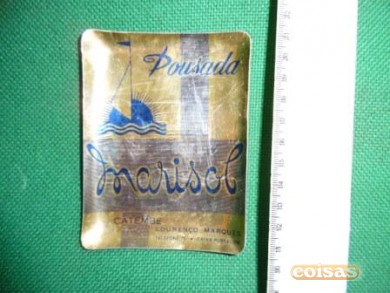 Pousada
Marisol
CATEMBE
LOURENÇO MARQUES
coisas